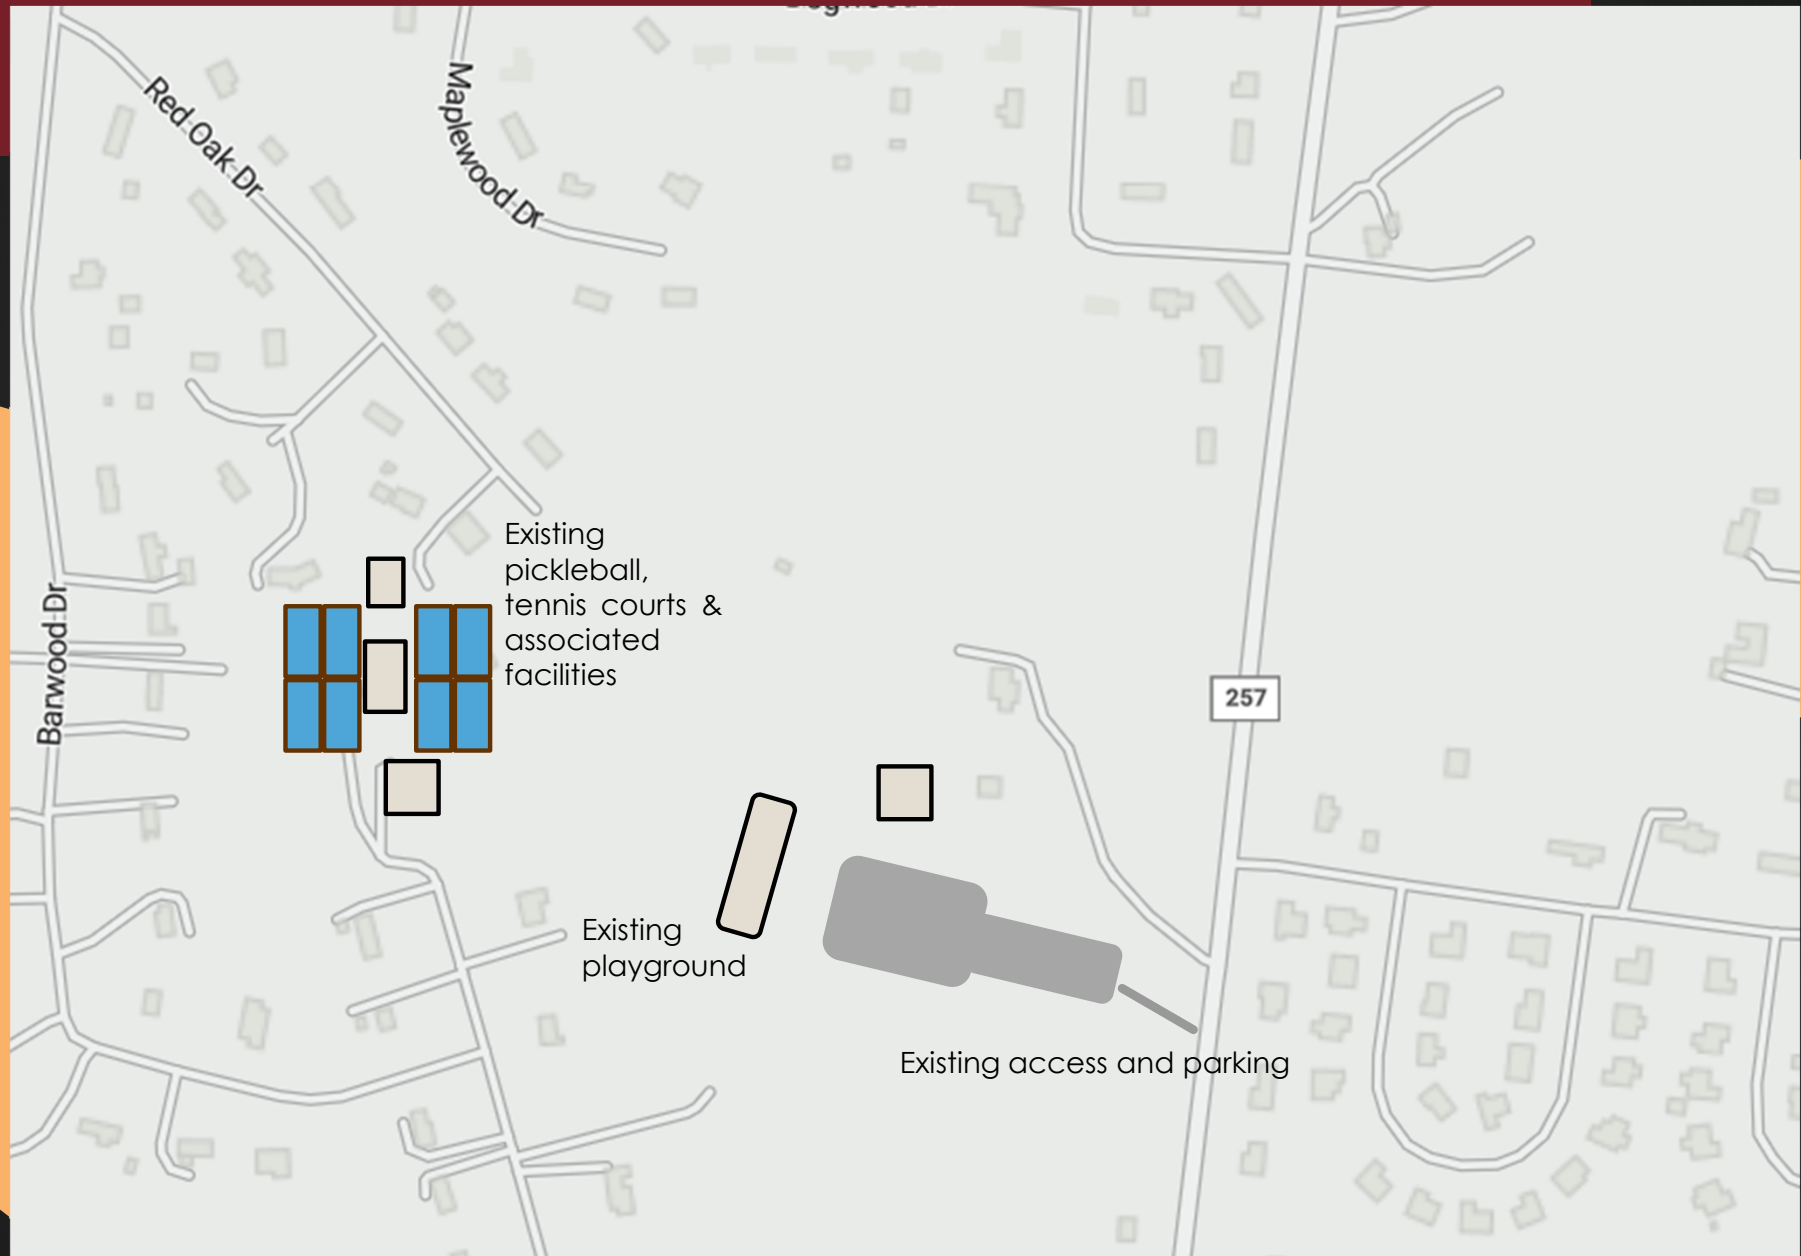 Red Oak Dr
Maplewood Dr
Existing
pickleball,
tennis courts &
associated
facilities
Barwood Dr
257
Existing
playground
Existing access and parking